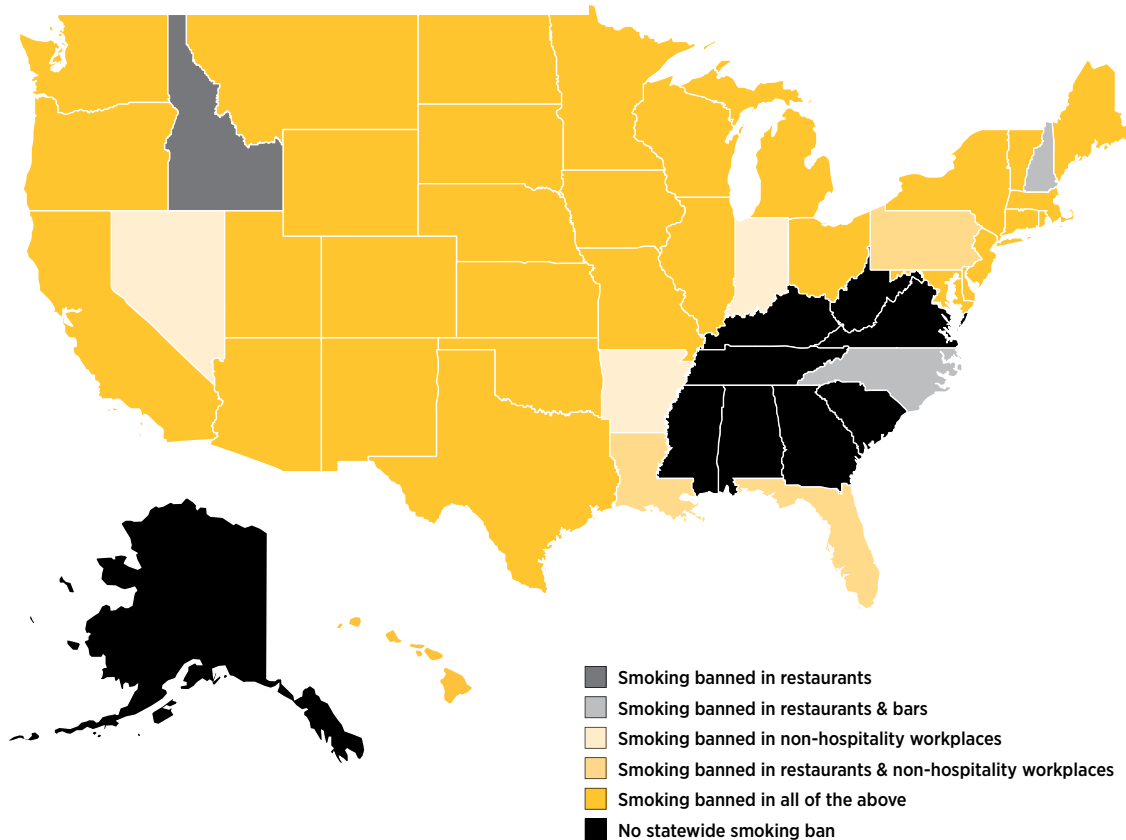 Smoking banned in restaurants
Smoking banned in restaurants & bars
Smoking banned in non-hospitality workplaces
Smoking banned in restaurants & non-hospitality workplaces
Smoking banned in all of the above
No statewide smoking ban